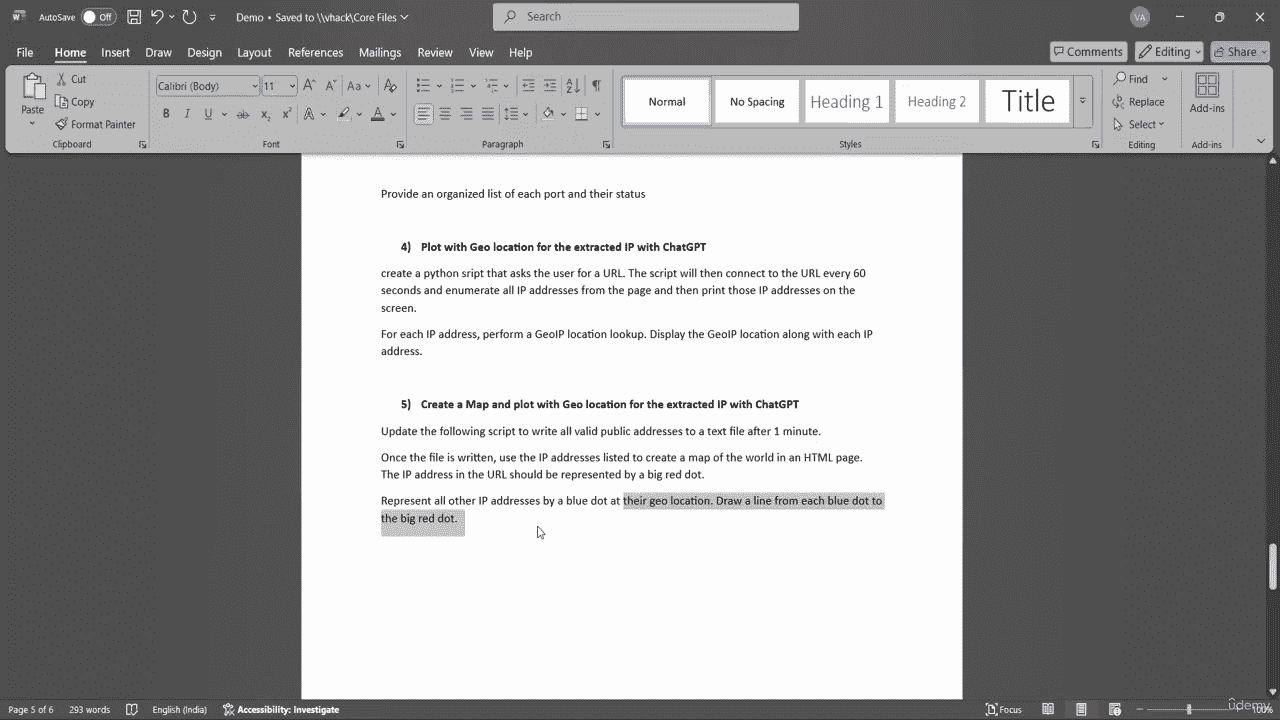 AutoSave Off Demo • Saved to \\vhack\Core Files Search VA
File Home Insert Draw Design Layout References Mailings Review View Help Comments Editing Share
Paste Cut Copy Format Painter Clipboard
Calibri (Body) 11 Font
Paragraph
Normal No Spacing Heading 1 Heading 2 Title Styles
Find Replace Select Editing
Add-ins Add-ins
Provide an organized list of each port and their status
4) Plot with Geo location for the extracted IP with ChatGPT
create a python sript that asks the user for a URL. The script will then connect to the URL every 60
seconds and enumerate all IP addresses from the page and then print those IP addresses on the
screen.
For each IP address, perform a GeoIP location lookup. Display the GeoIP location along with each IP
address.
5) Create a Map and plot with Geo location for the extracted IP with ChatGPT
Update the following script to write all valid public addresses to a text file after 1 minute.
Once the file is written, use the IP addresses listed to create a map of the world in an HTML page.
The IP address in the URL should be represented by a big red dot.
Represent all other IP addresses by a blue dot at their geo location. Draw a line from each blue dot to
the big red dot.
Page 5 of 6 293 words English (India) Accessibility: Investigate Focus